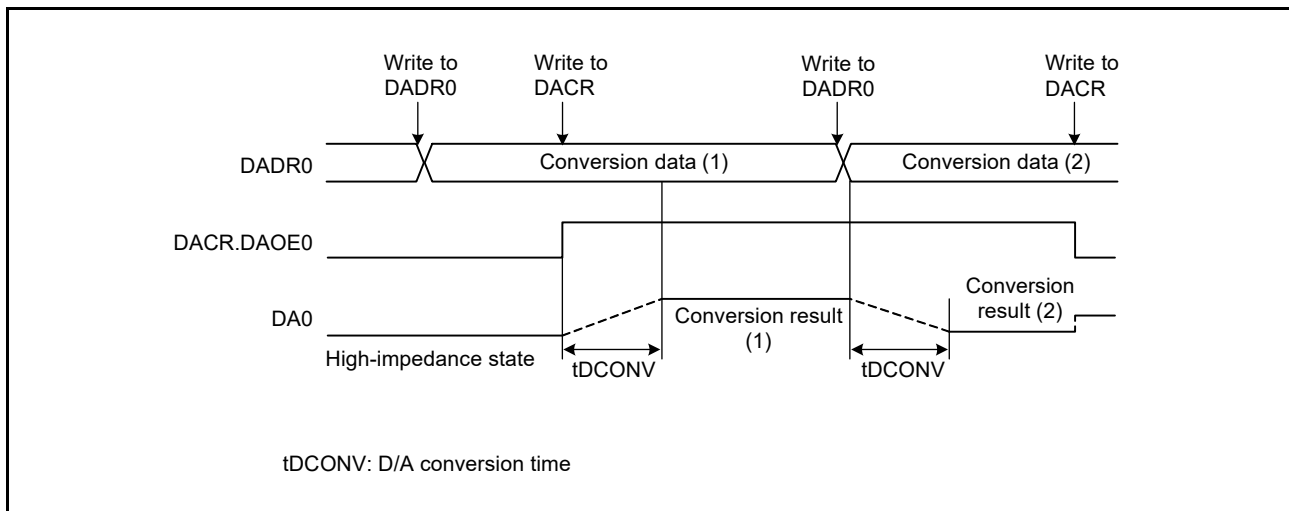 Write to
DADR0
Write to
DACR
Write to
DADR0
Write to
DACR
DADR0
Conversion data (1)
Conversion data (2)
DACR.DAOE0
DA0
Conversion result
(1)
Conversion
result (2)
High-impedance state
tDCONV
tDCONV
tDCONV: D/A conversion time